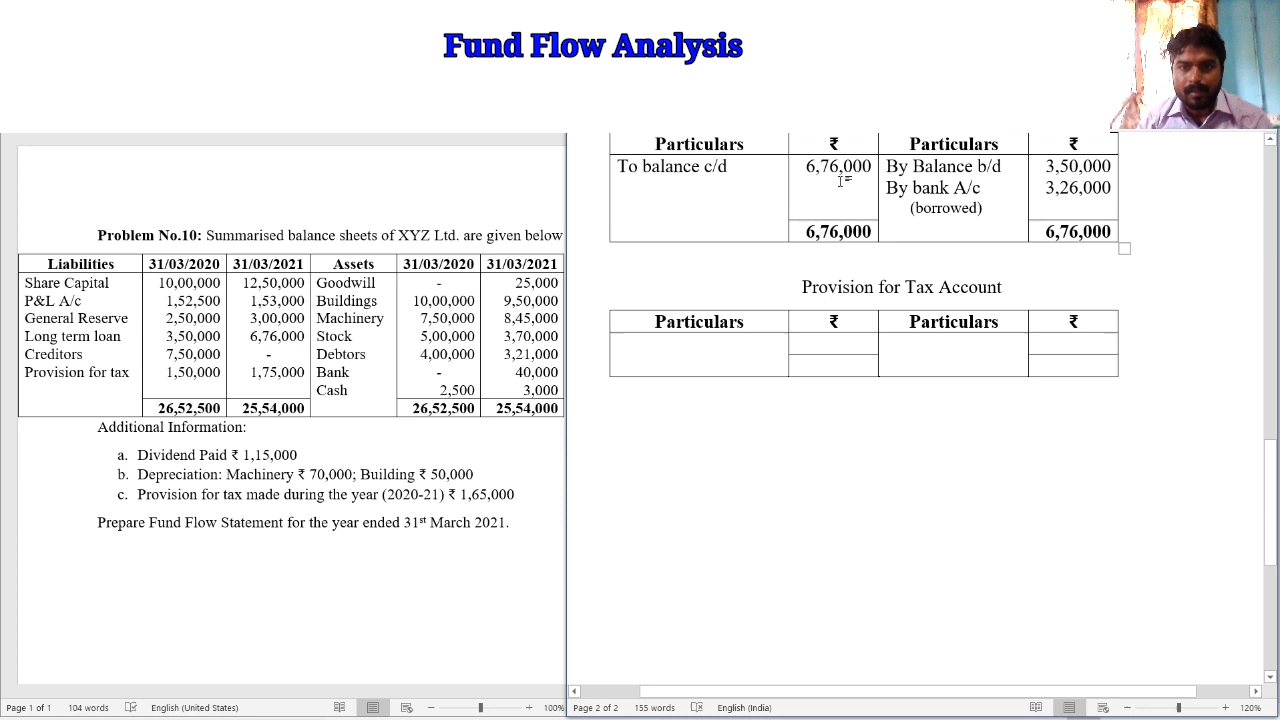 Fund Flow Analysis
Problem No.10: Summarised balance sheets of XYZ Ltd. are given below
Liabilities 31/03/2020 31/03/2021 Assets 31/03/2020 31/03/2021
Share Capital 10,00,000 12,50,000 Goodwill - 25,000
P&L A/c 1,52,500 1,53,000 Buildings 10,00,000 9,50,000
General Reserve 2,50,000 3,00,000 Machinery 7,50,000 8,45,000
Long term loan 3,50,000 6,76,000 Stock 5,00,000 3,70,000
Creditors 7,50,000 - Debtors 4,00,000 3,21,000
Provision for tax 1,50,000 1,75,000 Bank - 40,000
Cash 2,500 3,000
26,52,500 25,54,000 26,52,500 25,54,000
Additional Information:
a. Dividend Paid ₹ 1,15,000
b. Depreciation: Machinery ₹ 70,000; Building ₹ 50,000
c. Provision for tax made during the year (2020-21) ₹ 1,65,000
Prepare Fund Flow Statement for the year ended 31st March 2021.
Page 1 of 1 104 words English (United States) 100%
Particulars ₹ Particulars ₹
To balance c/d 6,76,000 By Balance b/d 3,50,000
By bank A/c 3,26,000
(borrowed)
6,76,000 6,76,000
Provision for Tax Account
Particulars ₹ Particulars ₹
Page 2 of 2 155 words English (India) 120%